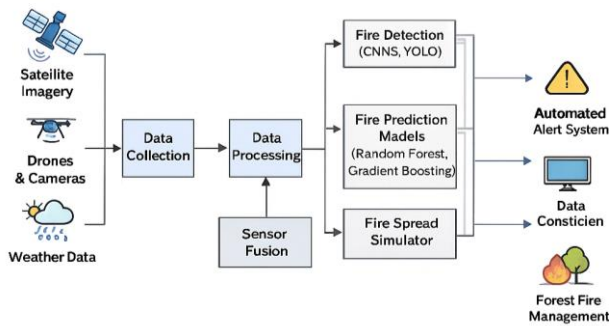 Sateilite
Imagery
Drones
& Cameras
Weather Data
Data
Collection
Data
Processing
Sensor
Fusion
Fire Detection
(CNNS, YOLO)
Fire Prediction
Madels
(Random Forest,
Gradient Boosting)
Fire Spread
Simulator
Automated
Alert System
Data
Consticien
Forest Fire
Management